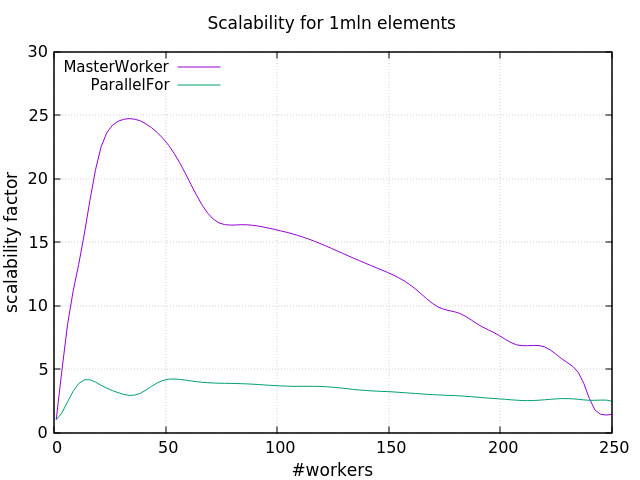 Scalability for 1mln elements
30
25
20
15
10
5
0
scalability factor
MasterWorker
ParallelFor
0 50 100 150 200 250
#workers